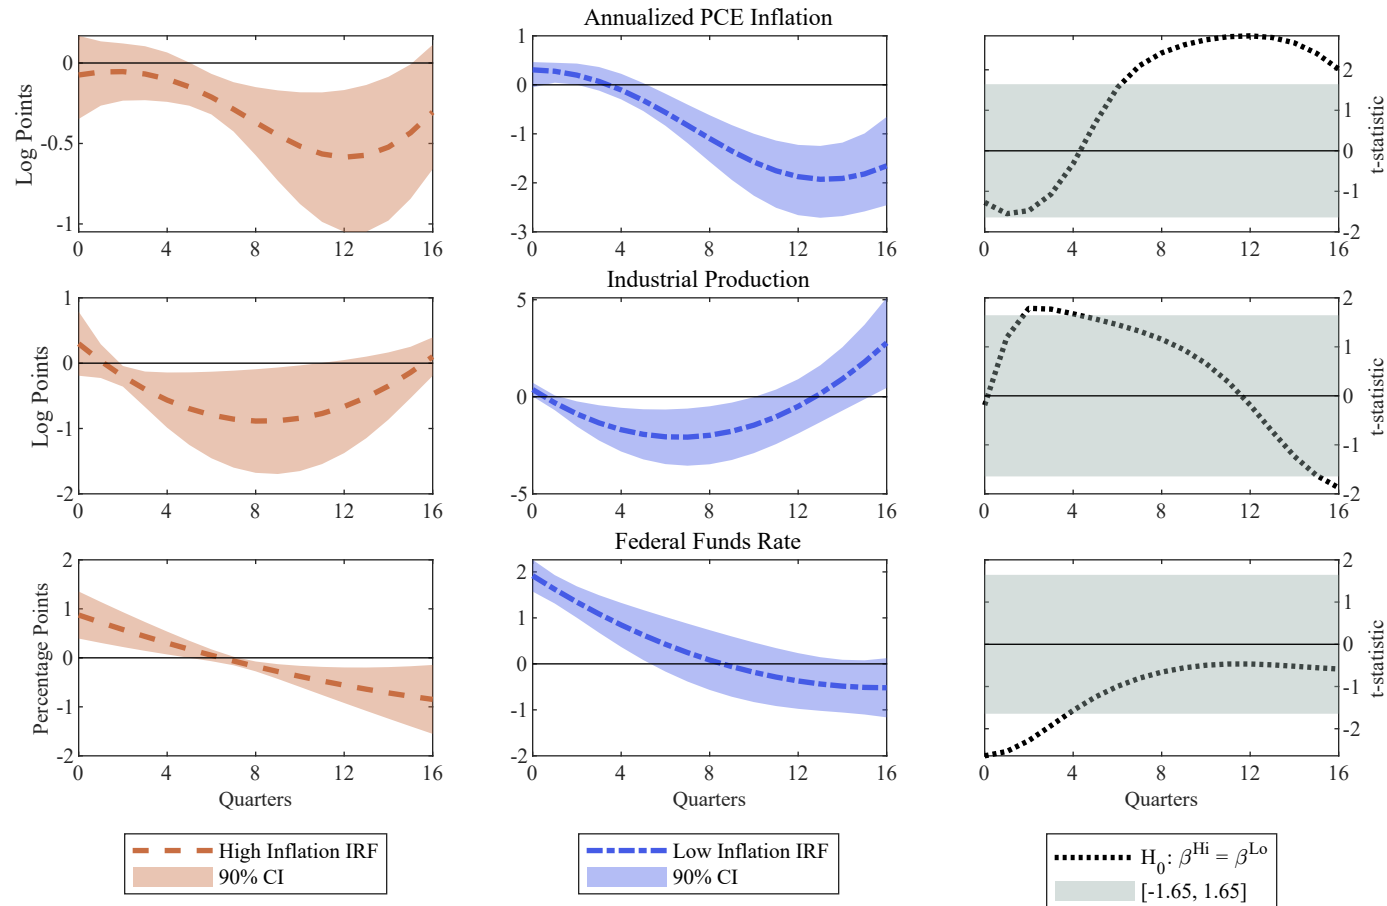 Annualized PCE Inflation
Log Points
0
-0.5
-1
0 4 8 12 16
1
0
-1
-2
-3
0 4 8 12 16
2
1
0
-1
-2
t-statistic
0 4 8 12 16
Industrial Production
Log Points
1
0
-1
-2
0 4 8 12 16
5
0
-5
0 4 8 12 16
2
1
0
-1
-2
t-statistic
0 4 8 12 16
Federal Funds Rate
Percentage Points
2
1
0
-1
-2
0 4 8 12 16
Quarters
2
1
0
-1
-2
0 4 8 12 16
2
1
0
-1
-2
t-statistic
0 4 8 12 16
Quarters
High Inflation IRF
90% CI
Low Inflation IRF
90% CI
H₀: βᴴⁱ = βᴸᵒ
[-1.65, 1.65]